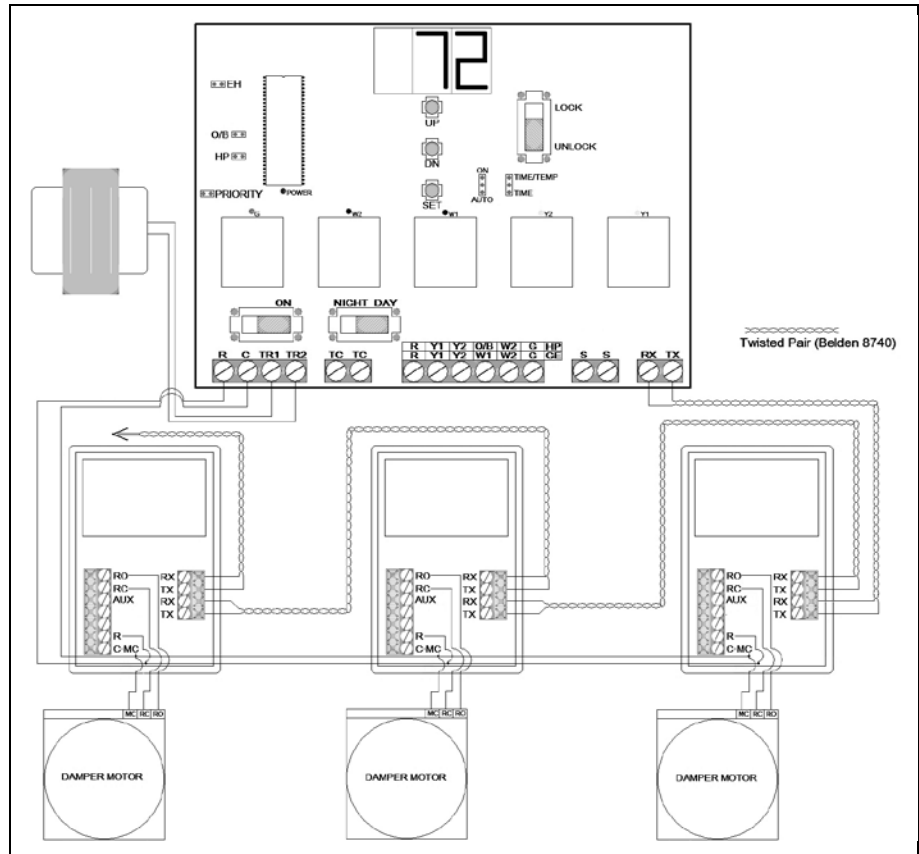 72
EH
LOCK
UP
O/B
UNLOCK
HP
DN
ON
TIME/TEMP
PRIORITY
POWER
SET
AUTO
TIME
G
W2
W1
Y2
Y1
ON
NIGHT DAY
R C TR1 TR2
TC TC
R Y1 Y2 O/B W2 G HP
R Y1 Y2 W1 W2 G GE
S S
RX TX
Twisted Pair (Belden 8740)
RO
RC
AUX
R
C-MC
RX
TX
RX
TX
RO
RC
AUX
R
C-MC
RX
TX
RX
TX
RO
RC
AUX
R
C-MC
RX
TX
RX
TX
MC RC RO
MC RC RO
MC RC RO
DAMPER MOTOR
DAMPER MOTOR
DAMPER MOTOR